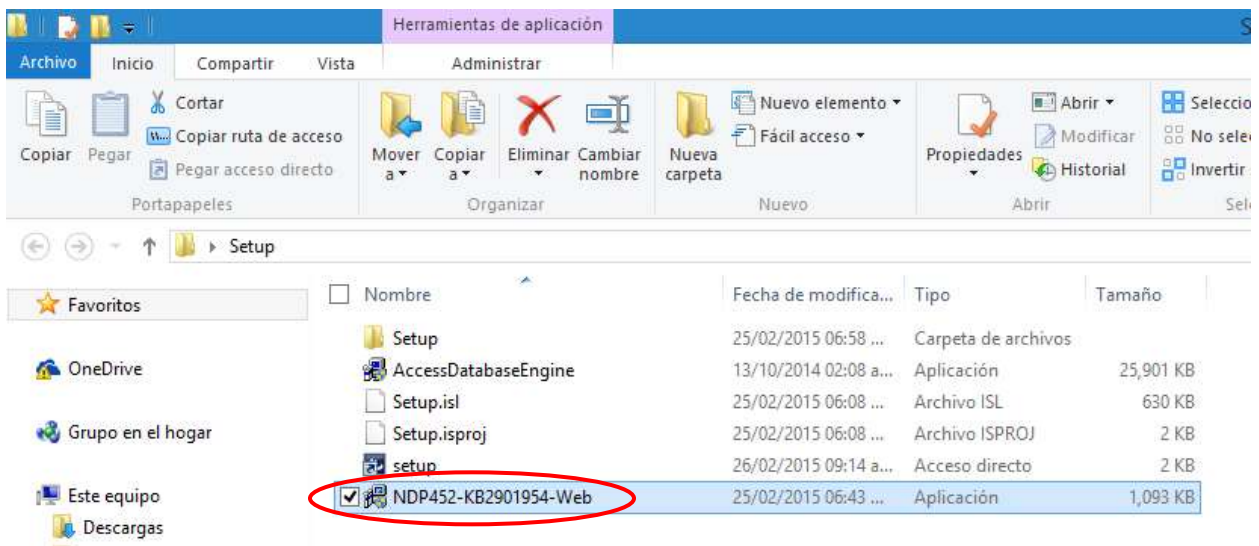 Herramientas de aplicación
S
Archivo Inicio Compartir Vista Administrar
Copiar
Pegar
Cortar
Copiar ruta de acceso
Pegar acceso directo
Portapapeles
Mover a
Copiar a
Eliminar
Cambiar nombre
Organizar
Nueva carpeta
Nuevo elemento
Fácil acceso
Nuevo
Propiedades
Abrir
Modificar
Historial
Abrir
Seleccio
No sele
Invertir
Sel
Setup
Favoritos
OneDrive
Grupo en el hogar
Este equipo
Descargas
Nombre Fecha de modifica... Tipo Tamaño
Setup 25/02/2015 06:58 ... Carpeta de archivos
AccessDatabaseEngine 13/10/2014 02:08 a... Aplicación 25,901 KB
Setup.isl 25/02/2015 06:08 ... Archivo ISL 630 KB
Setup.isproj 25/02/2015 06:08 ... Archivo ISPROJ 2 KB
setup 26/02/2015 09:14 a... Acceso directo 2 KB
NDP452-KB2901954-Web 25/02/2015 06:43 ... Aplicación 1,093 KB